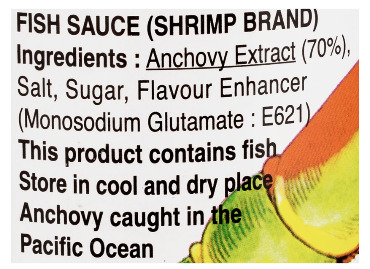 FISH SAUCE (SHRIMP BRAND)
Ingredients : Anchovy Extract (70%),
Salt, Sugar, Flavour Enhancer
(Monosodium Glutamate : E621)
This product contains fish
Store in cool and dry place
Anchovy caught in the
Pacific Ocean